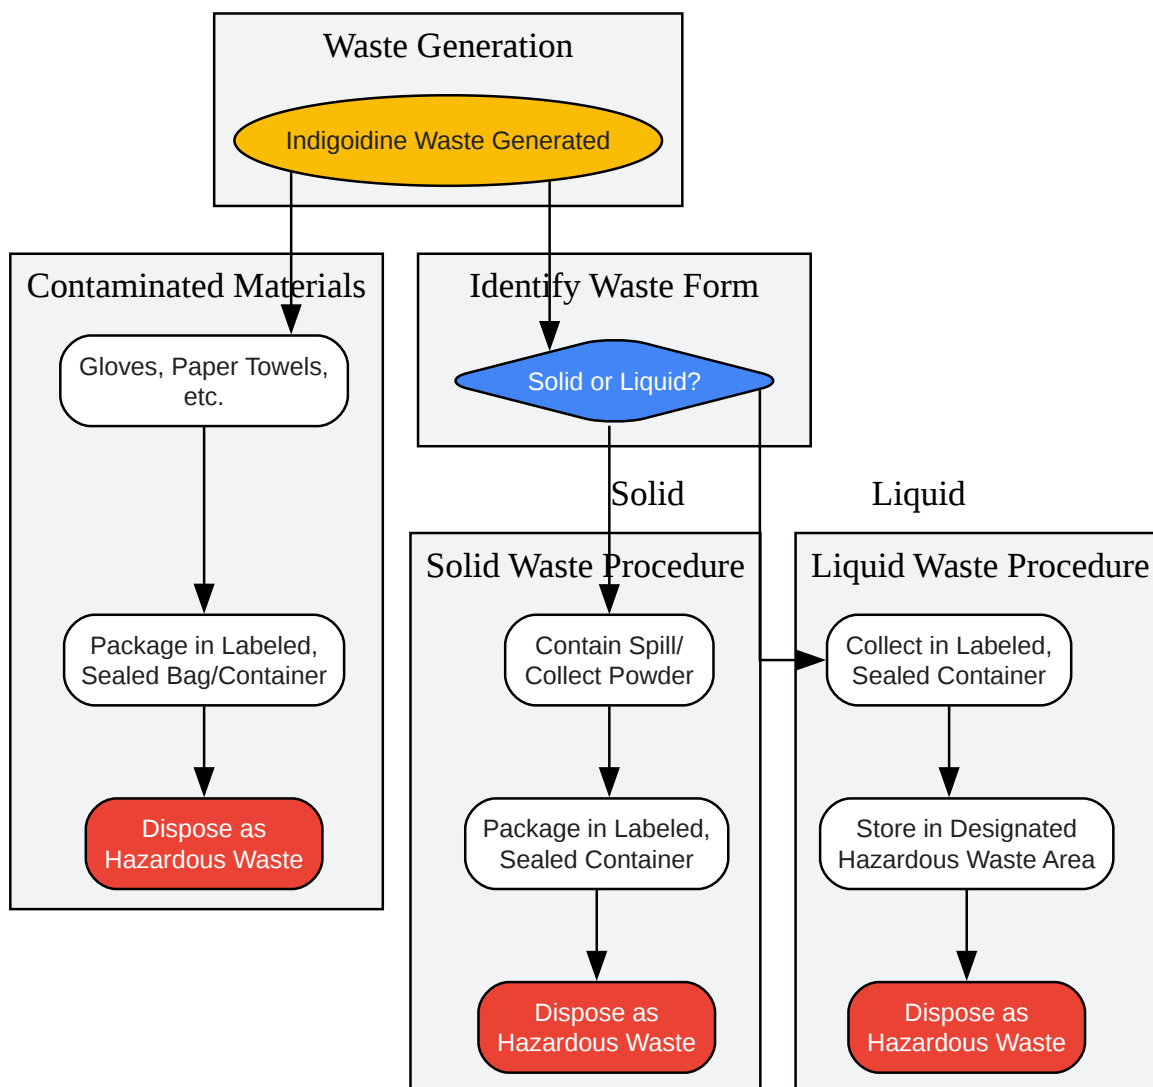 Waste Generation
Indigoidine Waste Generated
Contaminated Materials
Gloves, Paper Towels,
etc.
Package in Labeled,
Sealed Bag/Container
Dispose as
Hazardous Waste
Identify Waste Form
Solid or Liquid?
Solid
Liquid
Solid Waste Procedure
Contain Spill/
Collect Powder
Package in Labeled,
Sealed Container
Dispose as
Hazardous Waste
Liquid Waste Procedure
Collect in Labeled,
Sealed Container
Store in Designated
Hazardous Waste Area
Dispose as
Hazardous Waste